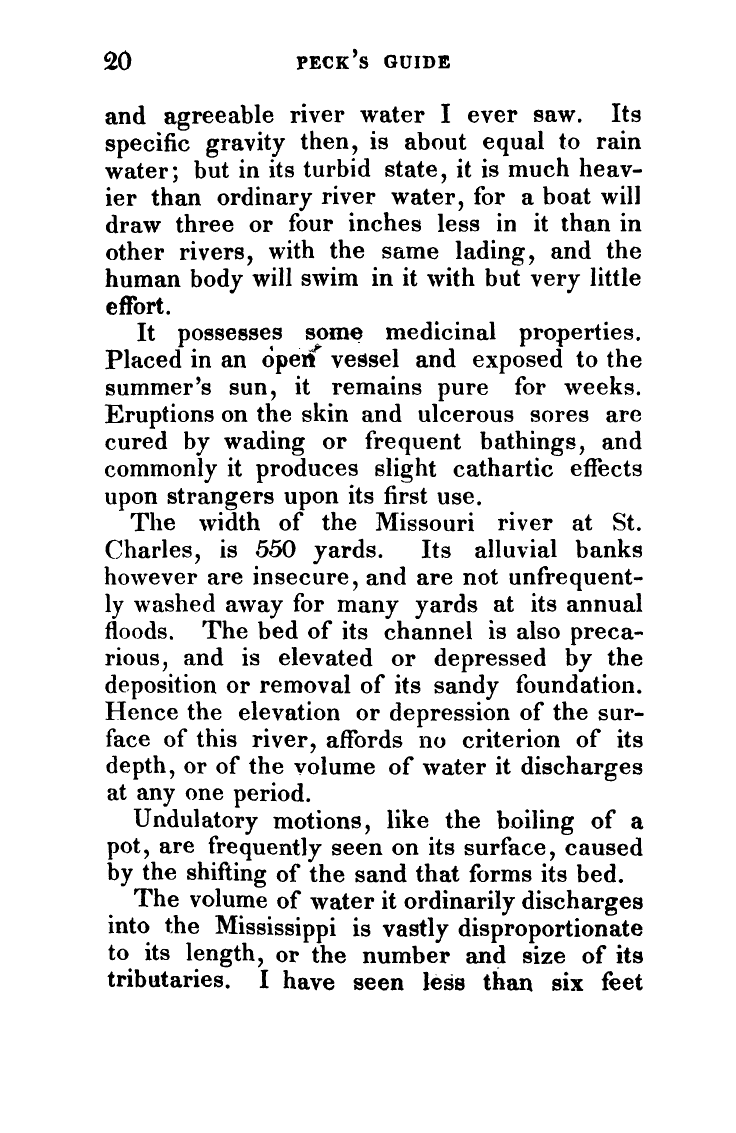 20 PECK'S GUIDE
and agreeable river water I ever saw. Its
specific gravity then, is about equal to rain
water; but in its turbid state, it is much heav-
ier than ordinary river water, for a boat will
draw three or four inches less in it than in
other rivers, with the same lading, and the
human body will swim in it with but very little
effort.
It possesses some medicinal properties.
Placed in an open vessel and exposed to the
summer's sun, it remains pure for weeks.
Eruptions on the skin and ulcerous sores are
cured by wading or frequent bathings, and
commonly it produces slight cathartic effects
upon strangers upon its first use.
The width of the Missouri river at St.
Charles, is 550 yards. Its alluvial banks
however are insecure, and are not unfrequent-
ly washed away for many yards at its annual
floods. The bed of its channel is also preca-
rious, and is elevated or depressed by the
deposition or removal of its sandy foundation.
Hence the elevation or depression of the sur-
face of this river, affords no criterion of its
depth, or of the volume of water it discharges
at any one period.
Undulatory motions, like the boiling of a
pot, are frequently seen on its surface, caused
by the shifting of the sand that forms its bed.
The volume of water it ordinarily discharges
into the Mississippi is vastly disproportionate
to its length, or the number and size of its
tributaries. I have seen less than six feet